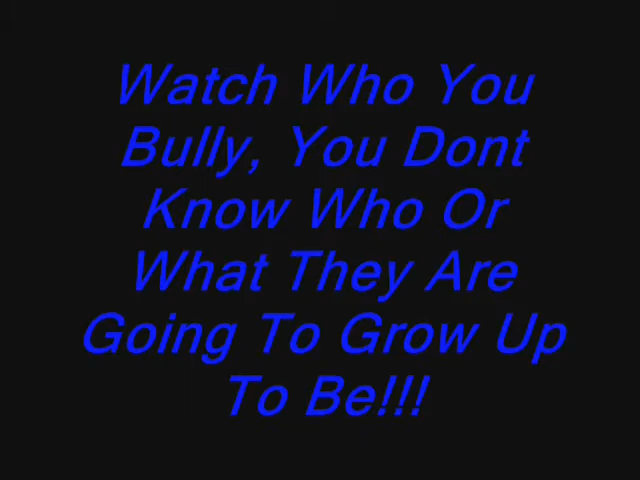 Watch Who You
Bully, You Dont
Know Who Or
What They Are
Going To Grow Up
To Be!!!